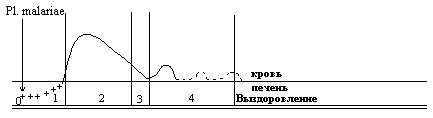 Pl. malariae
кровь
печень
0 +++ + ++ 1 2 3 4 Выздоровление